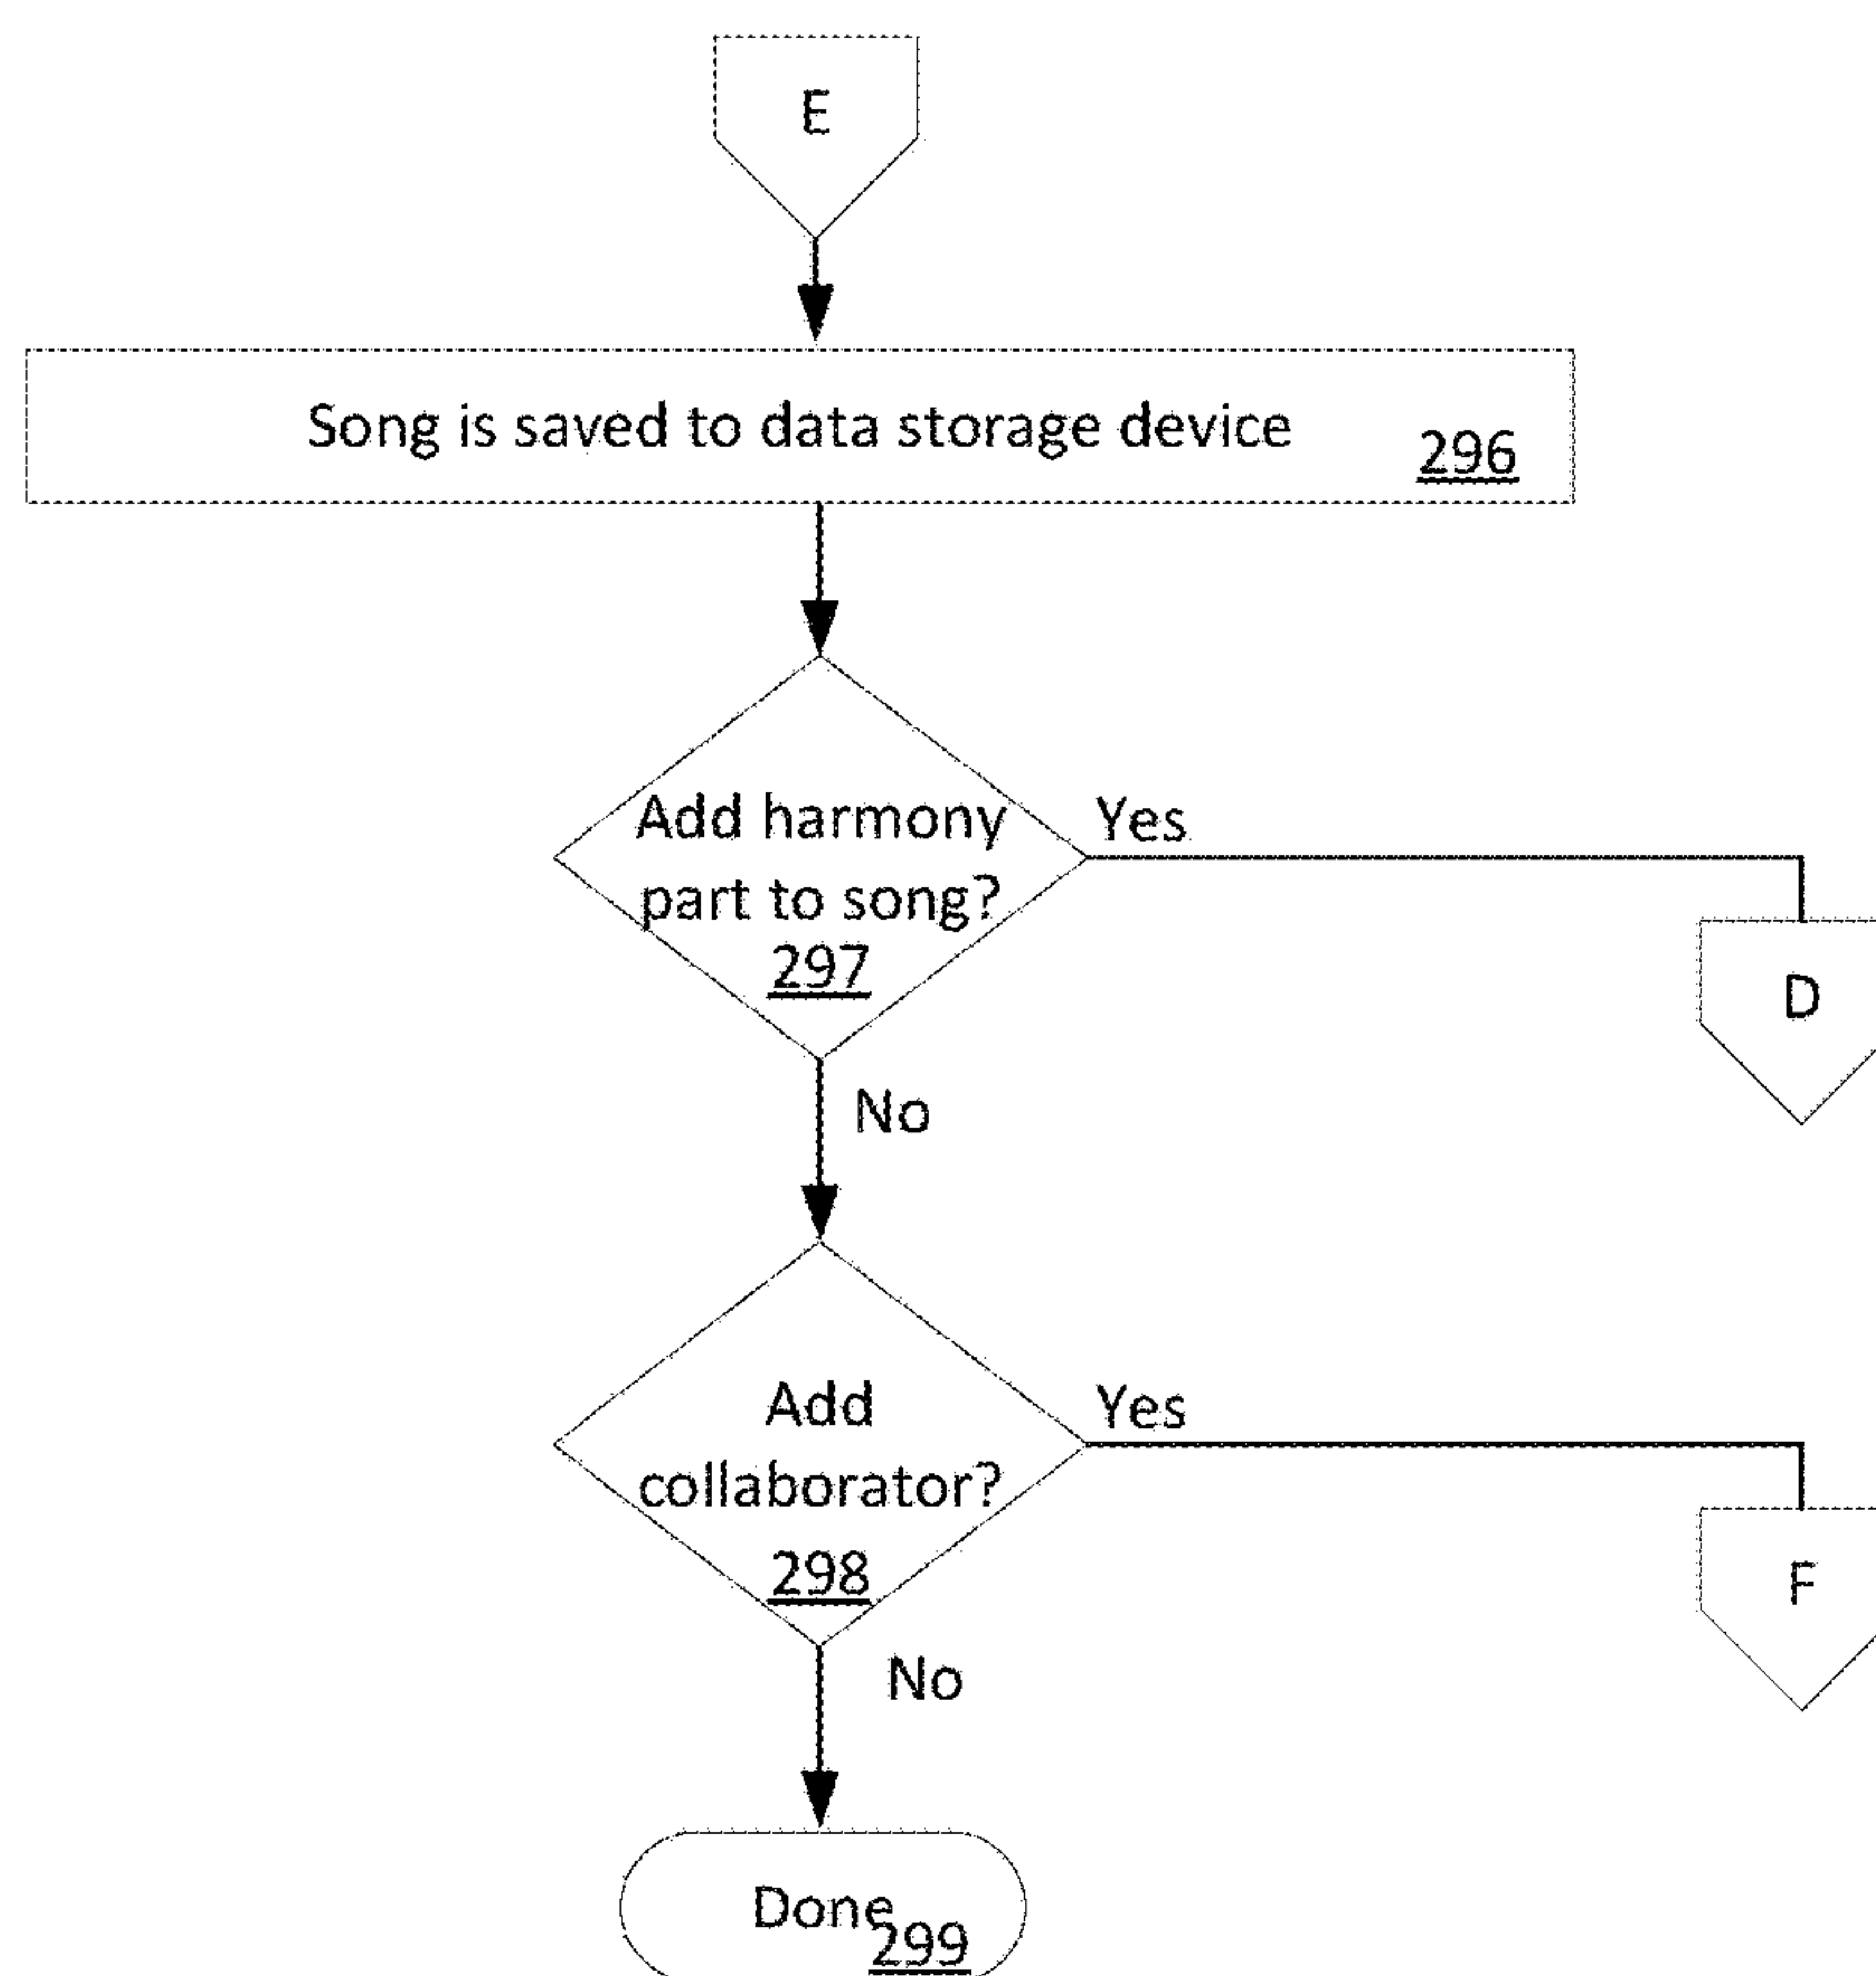 E
Song is saved to data storage device
296
Add harmony
part to song?
297
Yes
D
No
Add
collaborator?
298
Yes
F
No
Done
299